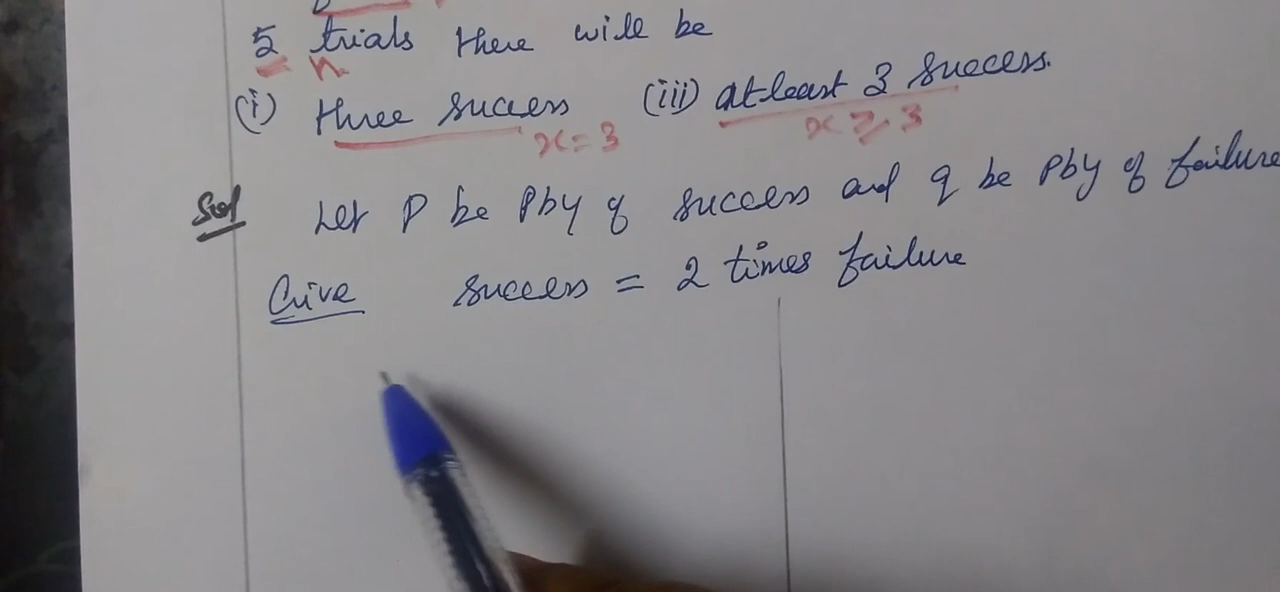 5 trials there will be
n
(i) three success (iii) atleast 3 success.
x = 3 x ≥ 3
Sol Let P be Pby of success and q be Pby of failure
Give success = 2 times failure